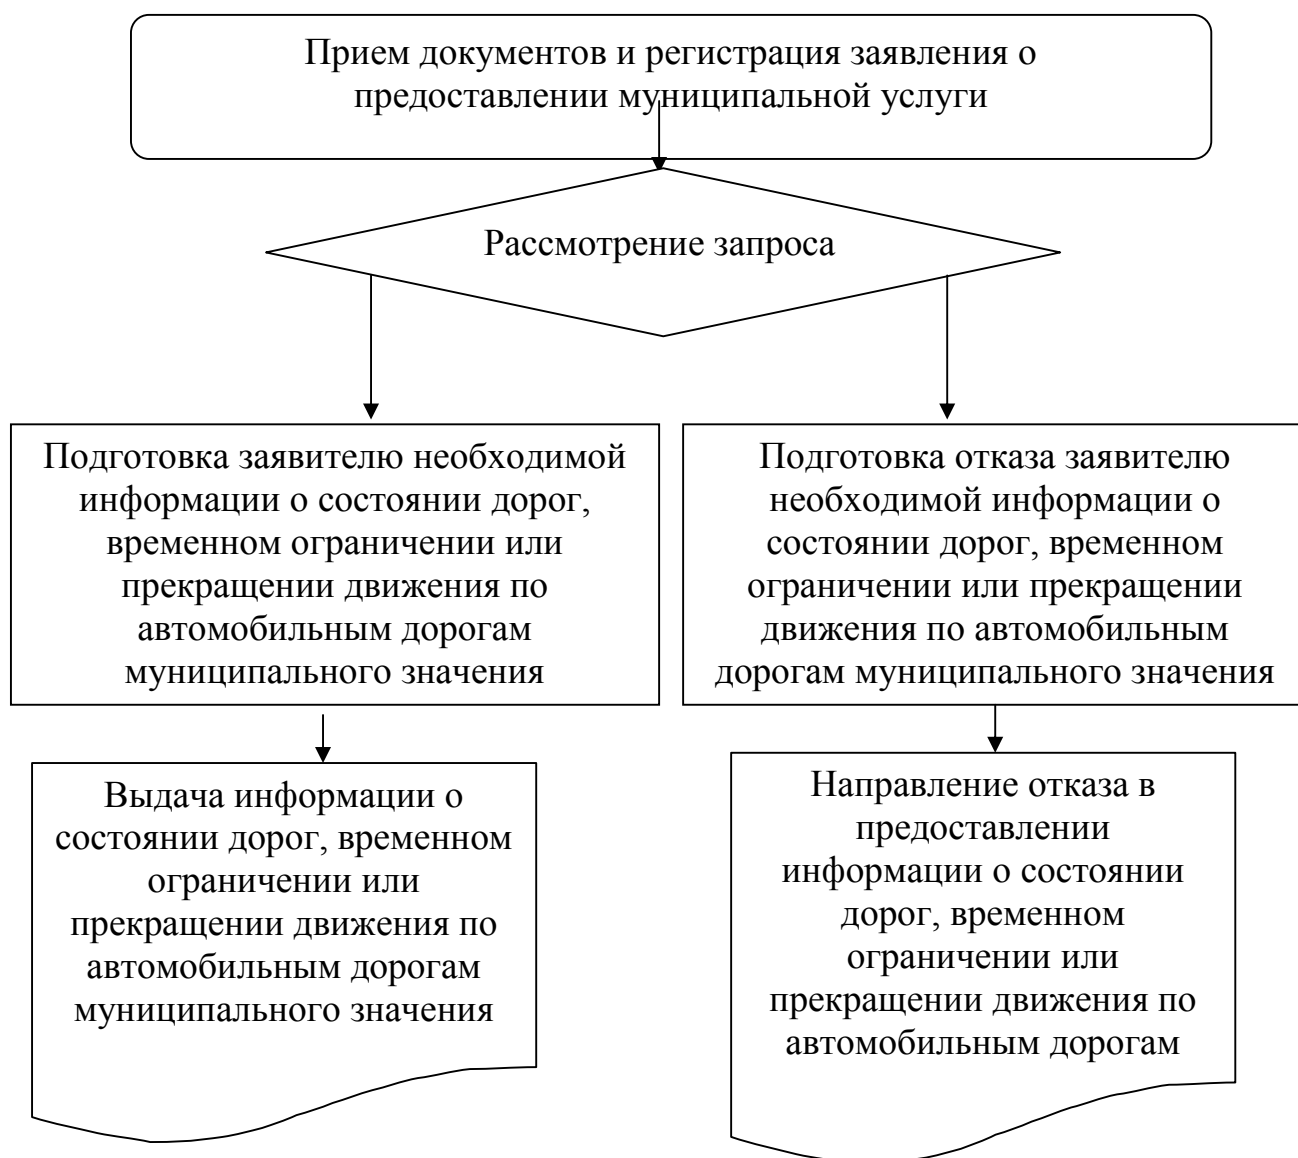 Прием документов и регистрация заявления о
предоставлении муниципальной услуги
Рассмотрение запроса
Подготовка заявителю необходимой
информации о состоянии дорог,
временном ограничении или
прекращении движения по
автомобильным дорогам
муниципального значения
Подготовка отказа заявителю
необходимой информации о
состоянии дорог, временном
ограничении или прекращении
движения по автомобильным
дорогам муниципального значения
Выдача информации о
состоянии дорог, временном
ограничении или
прекращении движения по
автомобильным дорогам
муниципального значения
Направление отказа в
предоставлении
информации о состоянии
дорог, временном
ограничении или
прекращении движения по
автомобильным дорогам